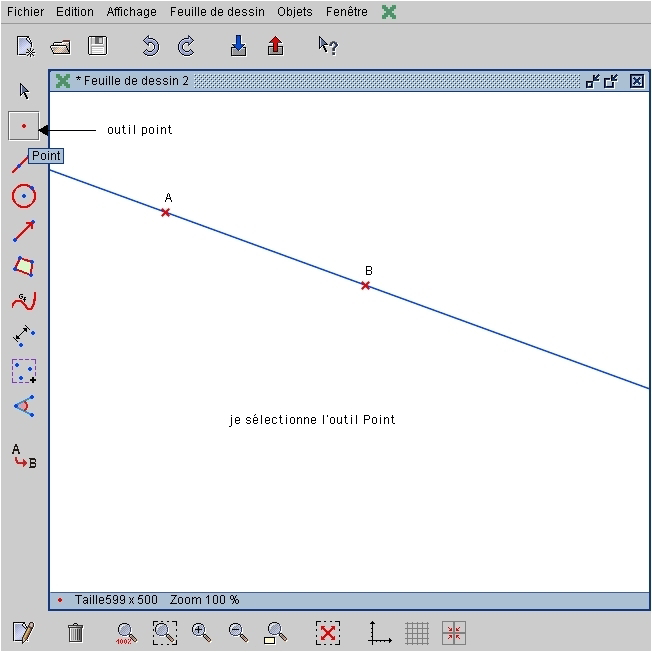 Fichier Edition Affichage Feuille de dessin Objets Fenêtre
* Feuille de dessin 2
outil point
Point
A
B
je sélectionne l'outil Point
A
B
Taille599 x 500 Zoom 100 %
100%